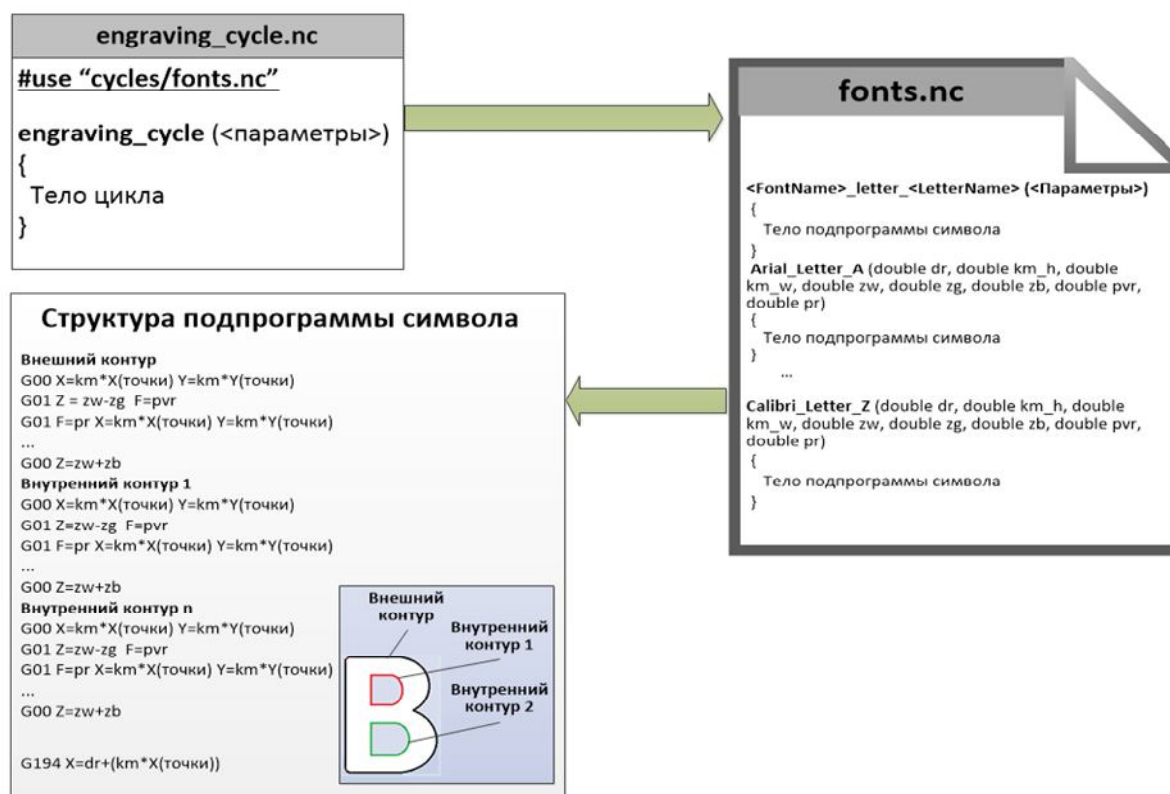 engraving_cycle.nc
#use “cycles/fonts.nc”
engraving_cycle (<параметры>)
{
Тело цикла
}
fonts.nc
<FontName>_letter_<LetterName> (<Параметры>)
{
Тело подпрограммы символа
}
Arial_Letter_A (double dr, double km_h, double
km_w, double zw, double zg, double zb, double pvr,
double pr)
{
Тело подпрограммы символа
}
...
Calibri_Letter_Z (double dr, double km_h, double
km_w, double zw, double zg, double zb, double pvr,
double pr)
{
Тело подпрограммы символа
}
Структура подпрограммы символа
Внешний контур
G00 X=km*X(точки) Y=km*Y(точки)
G01 Z = zw-zg F=pvr
G01 F=pr X=km*X(точки) Y=km*Y(точки)
...
G00 Z=zw+zb
Внутренний контур 1
G00 X=km*X(точки) Y=km*Y(точки)
G01 Z=zw-zg F=pvr
G01 F=pr X=km*X(точки) Y=km*Y(точки)
...
G00 Z=zw+zb
Внутренний контур n
G00 X=km*X(точки) Y=km*Y(точки)
G01 Z=zw-zg F=pvr
G01 F=pr X=km*X(точки) Y=km*Y(точки)
...
G00 Z=zw+zb
G194 X=dr+(km*X(точки))
Внешний
контур
Внутренний
контур 1
Внутренний
контур 2
B